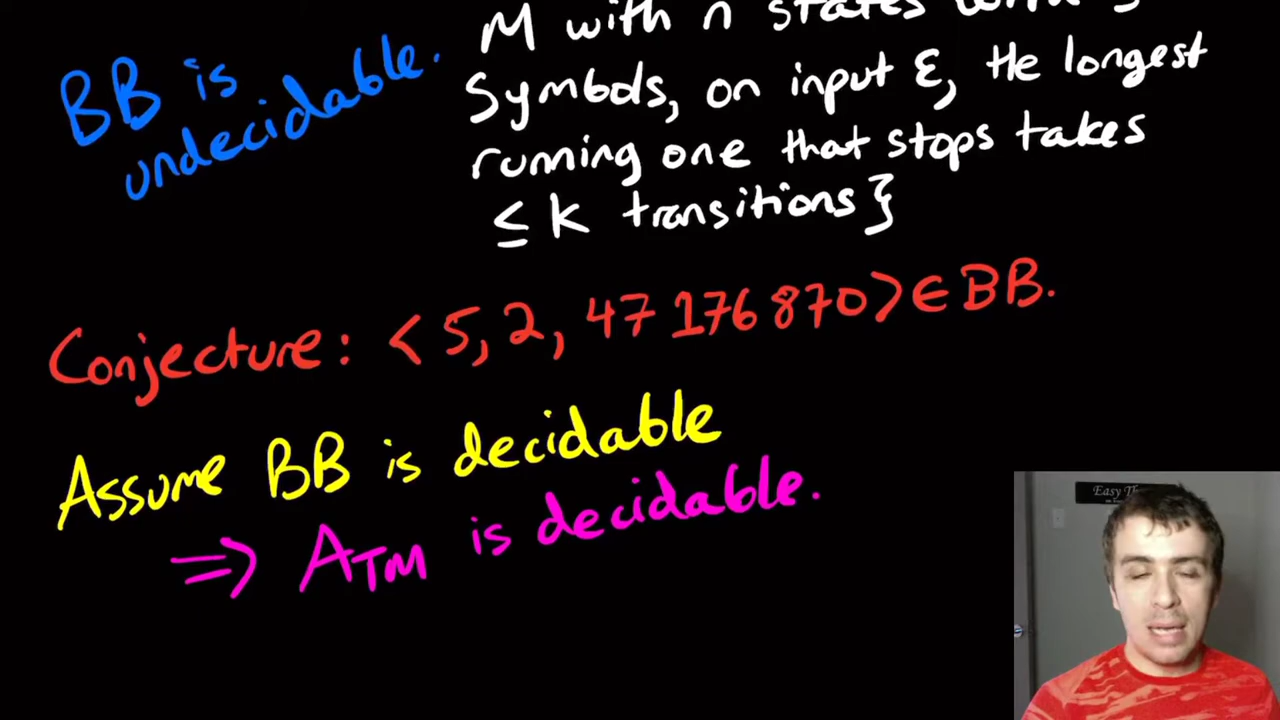 BB is
undecidable.
M with n states
Symbols, on input ε, the longest
running one that stops takes
≤ k transitions}
Conjecture: <5, 2, 47 176 870> ∈ BB.
Assume BB is decidable
=> ATM is decidable.
Easy